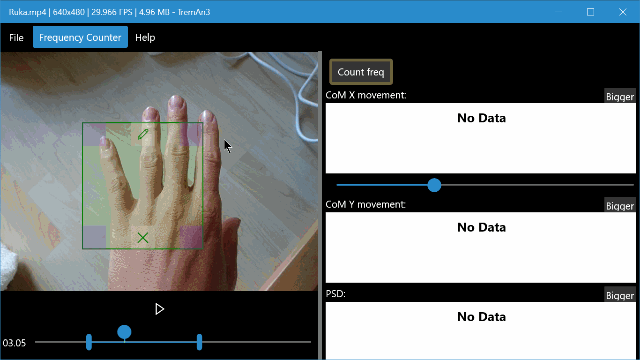 Ruka.mp4 | 640x480 | 29.966 FPS | 4.96 MB - TremAn3
File Frequency Counter Help
Count freq
CoM X movement: Bigger
No Data
CoM Y movement: Bigger
No Data
PSD: Bigger
No Data
03.05